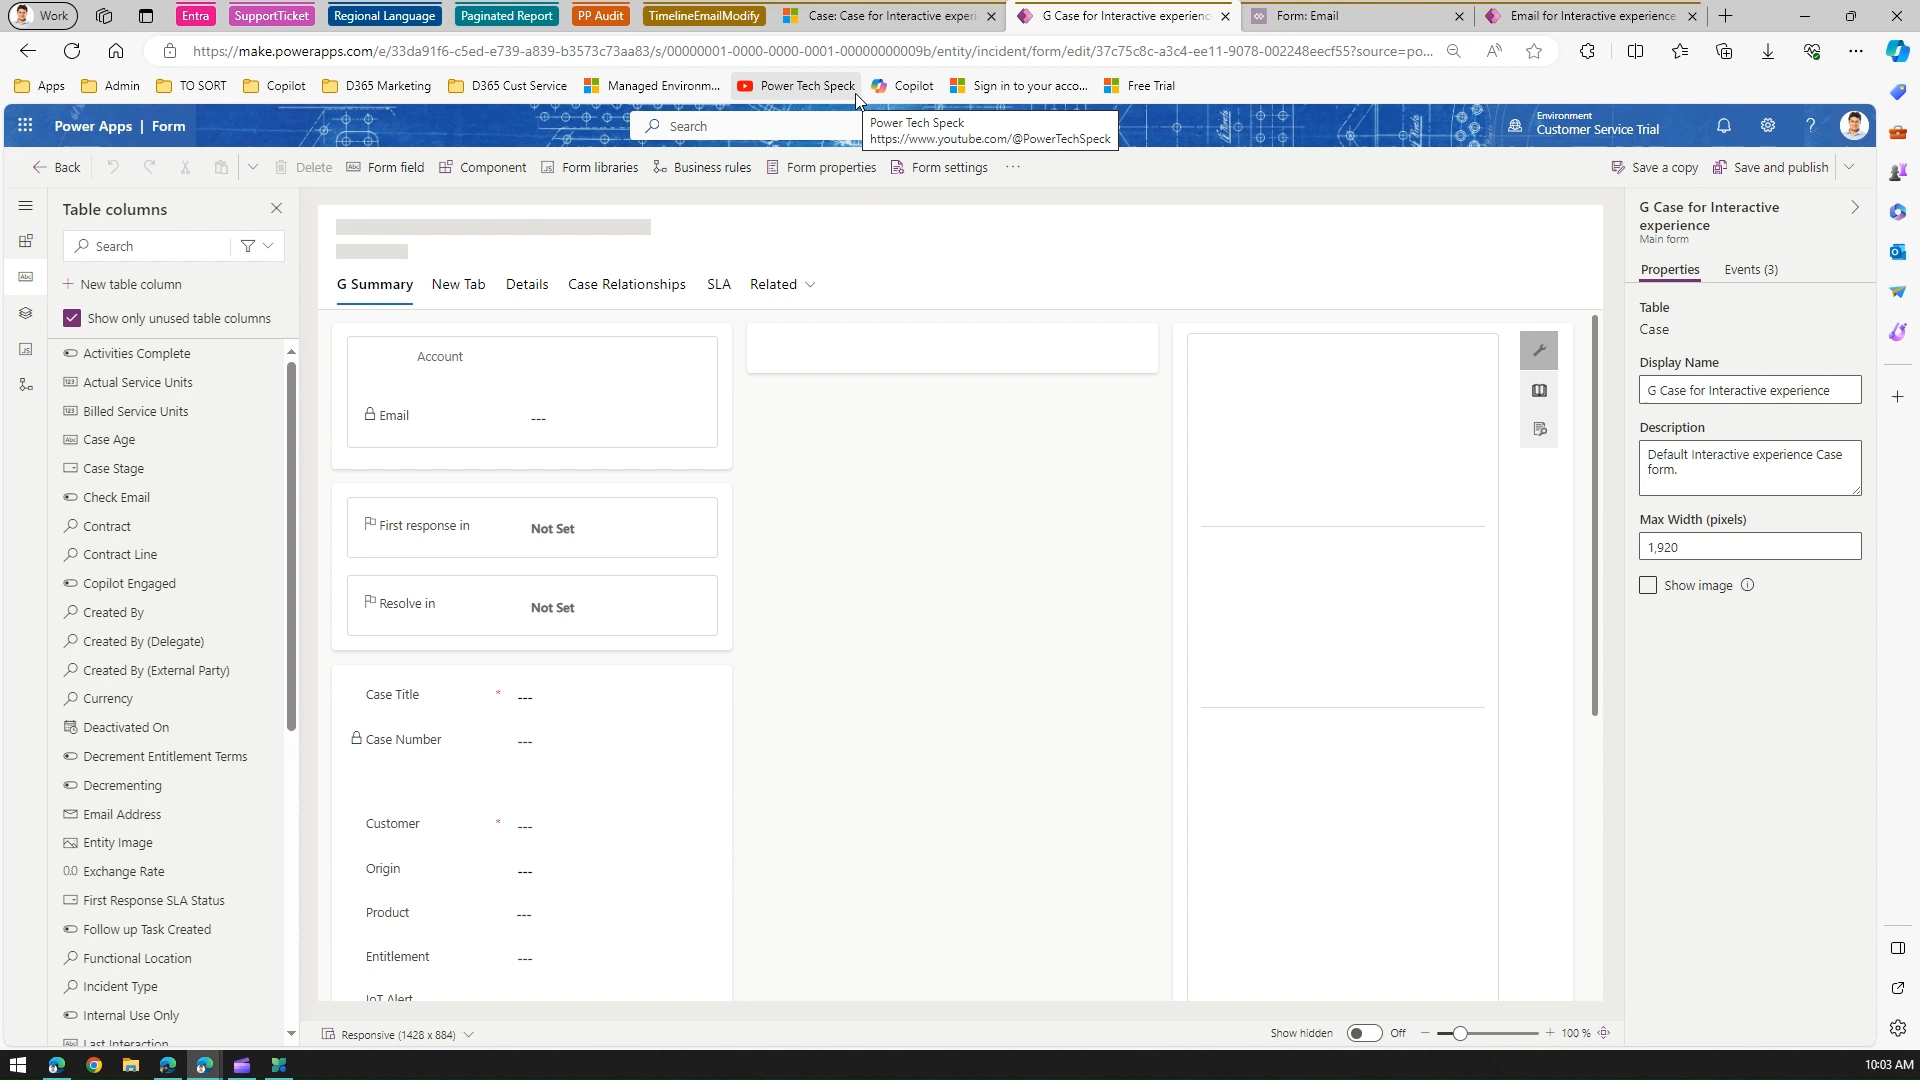 Work
Entra
SupportTicket
Regional Language
Paginated Report
PP Audit
TimelineEmailModify
Case: Case for Interactive experi
G Case for Interactive experienc
Form: Email
Email for Interactive experience
https://make.powerapps.com/e/33da91f6-c5ed-e739-a839-b3573c73aa83/s/00000001-0000-0000-0001-00000000009b/entity/incident/form/edit/37c75c8c-a3c4-ee11-9078-002248eecf55?source=po...
Apps
Admin
TO SORT
Copilot
D365 Marketing
D365 Cust Service
Managed Environm...
Power Tech Speck
Copilot
Sign in to your acco...
Free Trial
Power Apps | Form
Search
Power Tech Speck
https://www.youtube.com/@PowerTechSpeck
Environment
Customer Service Trial
Back
Delete
Form field
Component
Form libraries
Business rules
Form properties
Form settings
Save a copy
Save and publish
Table columns
Search
New table column
Show only unused table columns
Activities Complete
Actual Service Units
Billed Service Units
Case Age
Case Stage
Check Email
Contract
Contract Line
Copilot Engaged
Created By
Created By (Delegate)
Created By (External Party)
Currency
Deactivated On
Decrement Entitlement Terms
Decrementing
Email Address
Entity Image
Exchange Rate
First Response SLA Status
Follow up Task Created
Functional Location
Incident Type
Internal Use Only
Last Interaction
G Summary
New Tab
Details
Case Relationships
SLA
Related
Account
Email
---
First response in
Not Set
Resolve in
Not Set
Case Title
*
---
Case Number
---
Customer
*
---
Origin
---
Product
---
Entitlement
---
IoT Alert
Responsive (1428 x 884)
Show hidden
Off
100 %
G Case for Interactive
experience
Main form
Properties
Events (3)
Table
Case
Display Name
G Case for Interactive experience
Description
Default Interactive experience Case
form.
Max Width (pixels)
1,920
Show image
10:03 AM